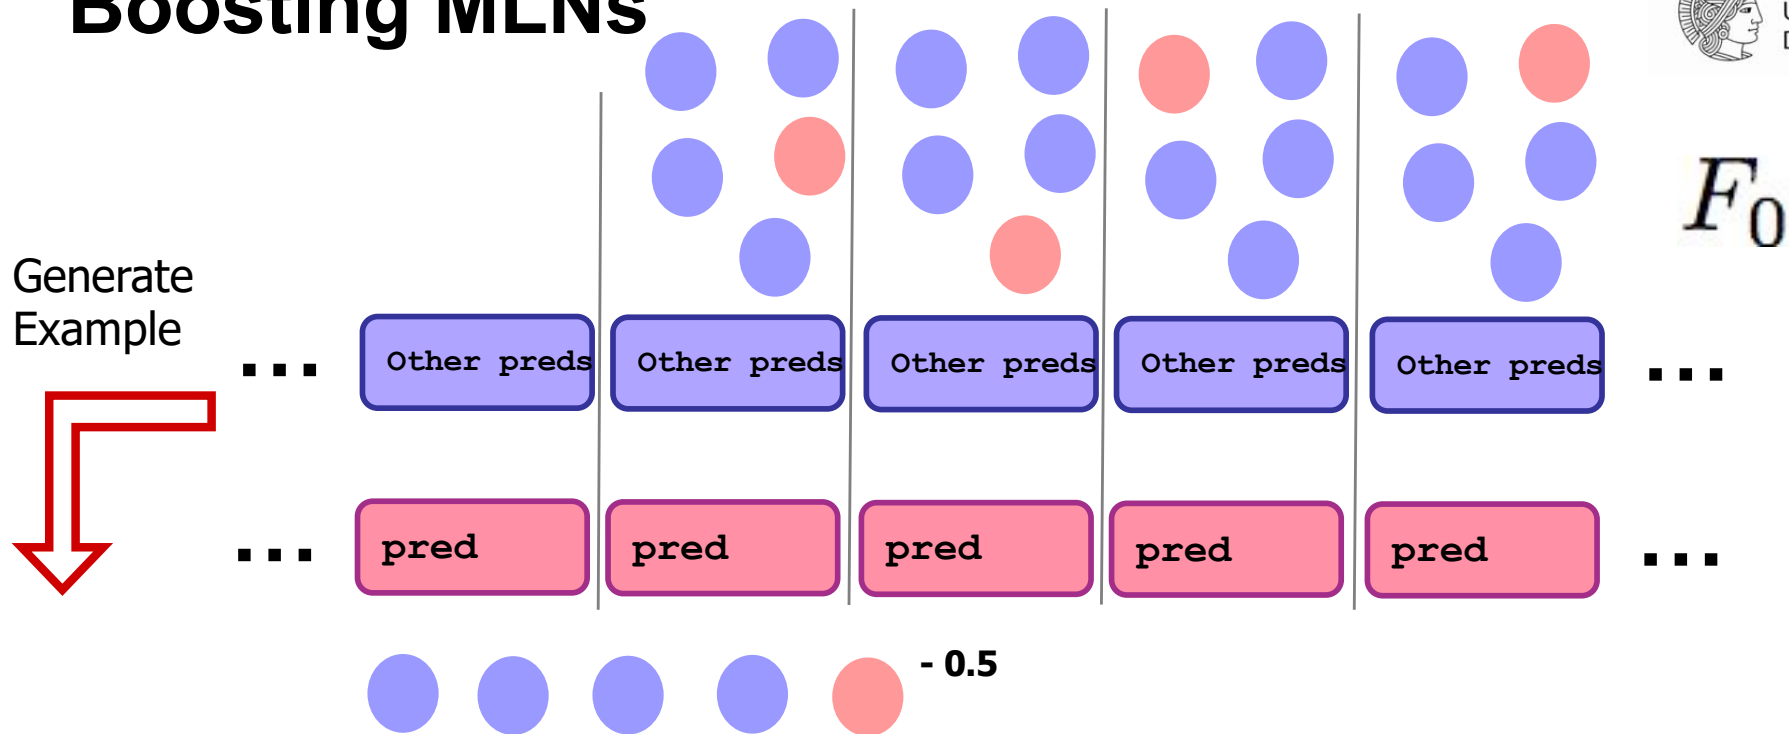 Boosting MLNs
F0
Generate
Example
... Other preds Other preds Other preds Other preds Other preds ...
... pred pred pred pred pred ...
- 0.5